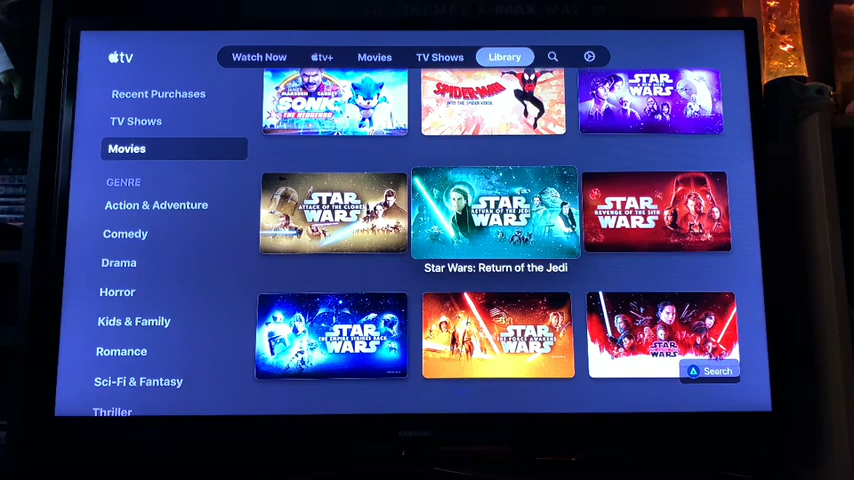 tv
Watch Now
tv+
Movies
TV Shows
Library
Recent Purchases
TV Shows
Movies
GENRE
Action & Adventure
Comedy
Drama
Horror
Kids & Family
Romance
Sci-Fi & Fantasy
Thriller
JAMES
MARSDEN
SONIC
THE HEDGEHOG
SPIDER-MAN
INTO THE SPIDER-VERSE
STAR
WARS
STAR
ATTACK OF THE CLONES
WARS
STAR
RETURN OF THE JEDI
WARS
STAR
REVENGE OF THE SITH
WARS
Star Wars: Return of the Jedi
STAR
THE EMPIRE STRIKES BACK
WARS
STAR
THE FORCE AWAKENS
WARS
STAR
WARS
Search
SAMSUNG